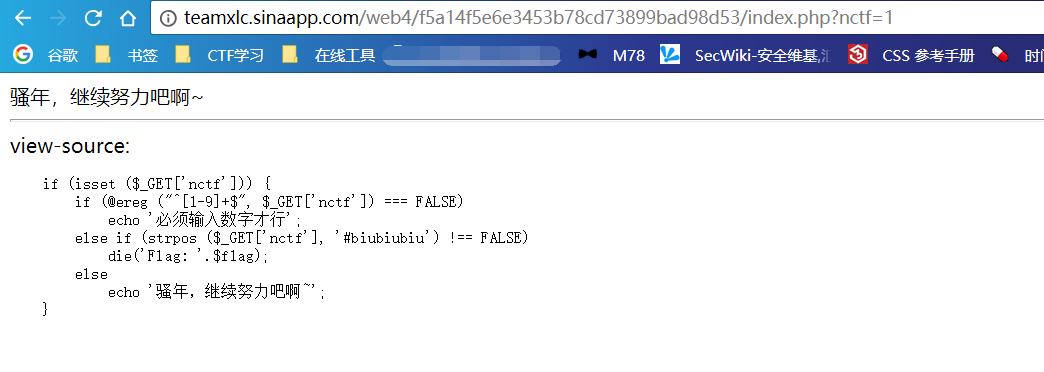 teamxlc.sinaapp.com/web4/f5a14f5e6e3453b78cd73899bad98d53/index.php?nctf=1
谷歌 书签 CTF学习 在线工具 M78 SecWiki-安全维基,汇 CSS 参考手册 时间
骚年，继续努力吧啊~
view-source:
if (isset ($_GET['nctf'])) {
if (@ereg ("^[1-9]+$", $_GET['nctf']) === FALSE)
echo '必须输入数字才行';
else if (strpos ($_GET['nctf'], '#biubiubiu') !== FALSE)
die('Flag: '.$flag);
else
echo '骚年，继续努力吧啊~';
}